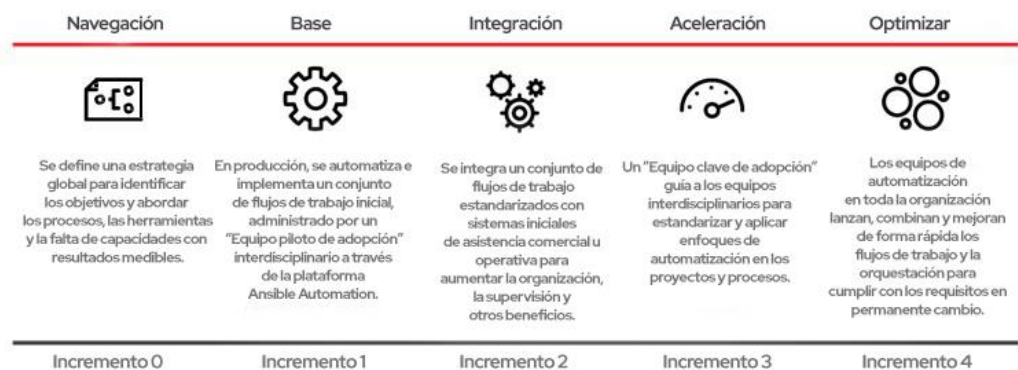 Navegación
Base
Integración
Aceleración
Optimizar
Se define una estrategia
global para identificar
los objetivos y abordar
los procesos, las herramientas
y la falta de capacidades con
resultados medibles.
En producción, se automatiza e
implementa un conjunto
de flujos de trabajo inicial,
administrado por un
"Equipo piloto de adopción"
interdisciplinario a través
de la plataforma
Ansible Automation.
Se integra un conjunto de
flujos de trabajo
estandarizados con
sistemas iniciales
de asistencia comercial u
operativa para
aumentar la organización,
la supervisión y
otros beneficios.
Un "Equipo clave de adopción"
guía a los equipos
interdisciplinarios para
estandarizar y aplicar
enfoques de
automatización en los
proyectos y procesos.
Los equipos de
automatización
en toda la organización
lanzan, combinan y mejoran
de forma rápida los
flujos de trabajo y la
orquestación para
cumplir con los requisitos en
permanente cambio.
Incremento 0
Incremento 1
Incremento 2
Incremento 3
Incremento 4